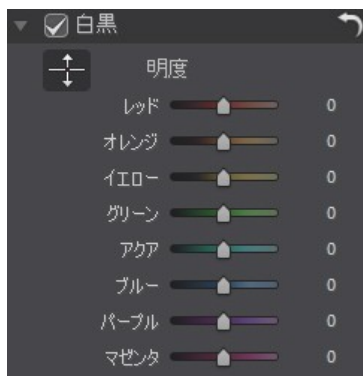 白黒
明度
レッド 0
オレンジ 0
イエロー 0
グリーン 0
アクア 0
ブルー 0
パープル 0
マゼンタ 0